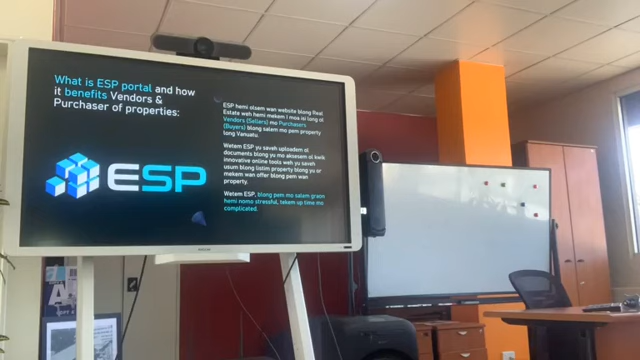 What is ESP portal and how
it benefits Vendors &
Purchaser of properties:
ESP
ESP hemi olsem wan website blong Real
Estate wah hemi mekem i mos isi long ol
Vendors (Sellers) mo Purchasers
(Buyers) blong salem mo pem property
long Vanuatu.
Wetem ESP yu saveh uploadem ol
documents blong yu mo aksessem ol kwik
innovative online tools wah yu saveh
usum blong listim property blong yu or
mekem wan offer blong pem wan
property.
Wetem ESP, blong pem mo salem graon
hemi nomo stressful, tekem up time mo
complicated.